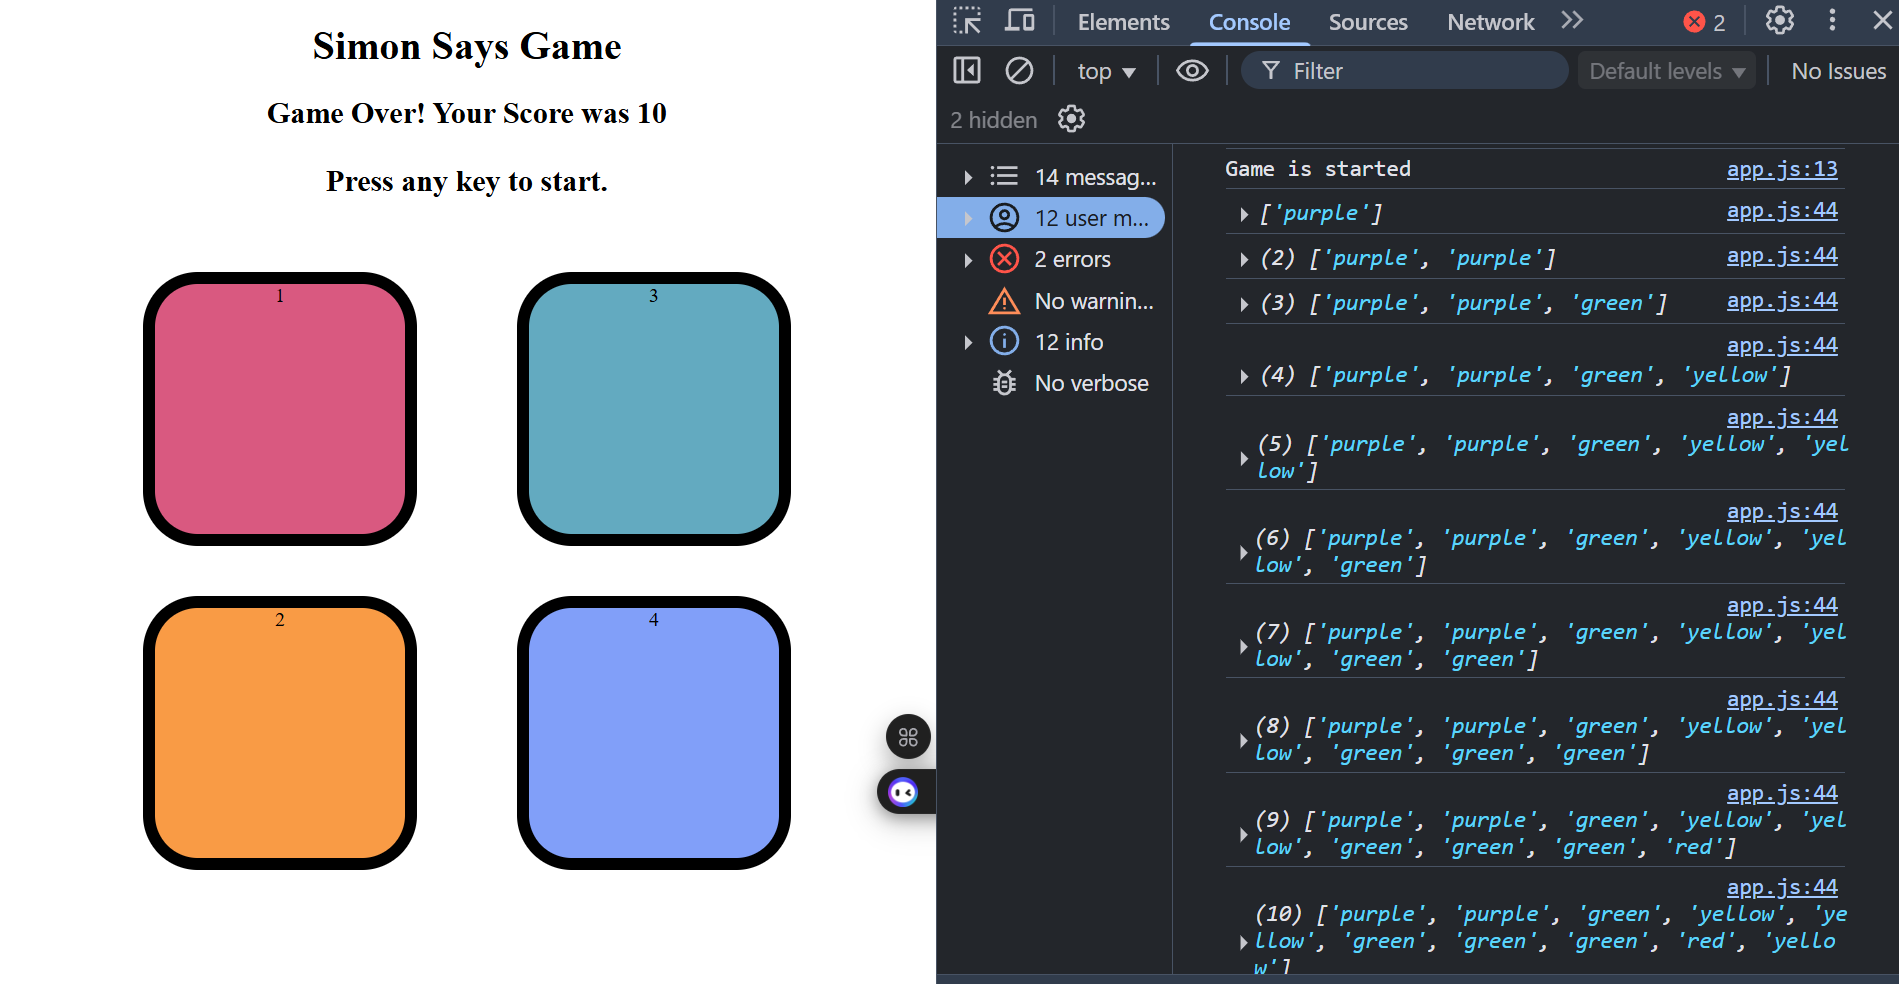 Simon Says Game
Game Over! Your Score was 10
Press any key to start.
1
3
2
4
Elements Console Sources Network 2
top Filter Default levels No Issues
2 hidden
14 messag...
12 user m...
2 errors
No warnin...
12 info
No verbose
Game is started app.js:13
['purple'] app.js:44
(2) ['purple', 'purple'] app.js:44
(3) ['purple', 'purple', 'green'] app.js:44
app.js:44
(4) ['purple', 'purple', 'green', 'yellow']
app.js:44
(5) ['purple', 'purple', 'green', 'yellow', 'yel
low']
app.js:44
(6) ['purple', 'purple', 'green', 'yellow', 'yel
low', 'green']
app.js:44
(7) ['purple', 'purple', 'green', 'yellow', 'yel
low', 'green', 'green']
app.js:44
(8) ['purple', 'purple', 'green', 'yellow', 'yel
low', 'green', 'green', 'green']
app.js:44
(9) ['purple', 'purple', 'green', 'yellow', 'yel
low', 'green', 'green', 'green', 'red']
app.js:44
(10) ['purple', 'purple', 'green', 'yellow', 'ye
llow', 'green', 'green', 'green', 'red', 'yello
w']